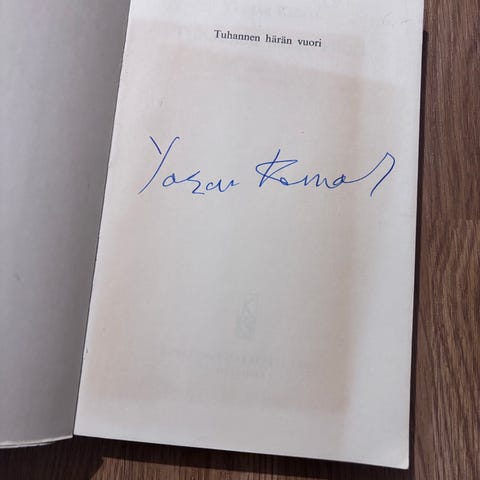 Tuhannen härän vuori
Yaşar Kemal